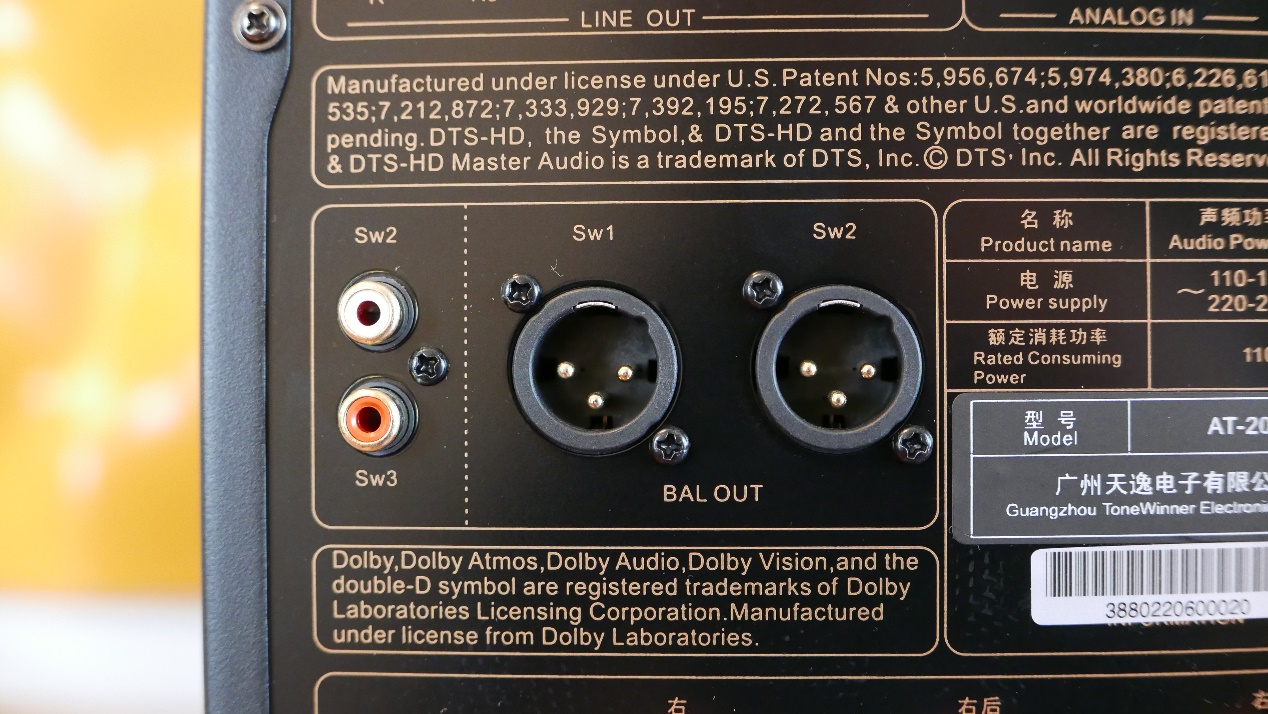 LINE OUT
ANALOG IN
Manufactured under license under U.S. Patent Nos:5,956,674;5,974,380;6,226,61
535;7,212,872;7,333,929;7,392,195;7,272,567 & other U.S.and worldwide patent
pending. DTS-HD, the Symbol,& DTS-HD and the Symbol together are registere
& DTS-HD Master Audio is a trademark of DTS, Inc.© DTS, Inc. All Rights Reserve
Sw2
Sw3
Sw1
Sw2
BAL OUT
名 称
Product name
声频功
Audio Pow
电 源
Power supply
~110-1
220-2
额定消耗功率
Rated Consuming
Power
110
型 号
Model
AT-20
广州天逸电子有限公
Guangzhou ToneWinner Electroni
3880220600020
INFORMATION
Dolby,Dolby Atmos,Dolby Audio,Dolby Vision,and the
double-D symbol are registered trademarks of Dolby
Laboratories Licensing Corporation.Manufactured
under license from Dolby Laboratories.
右
右后